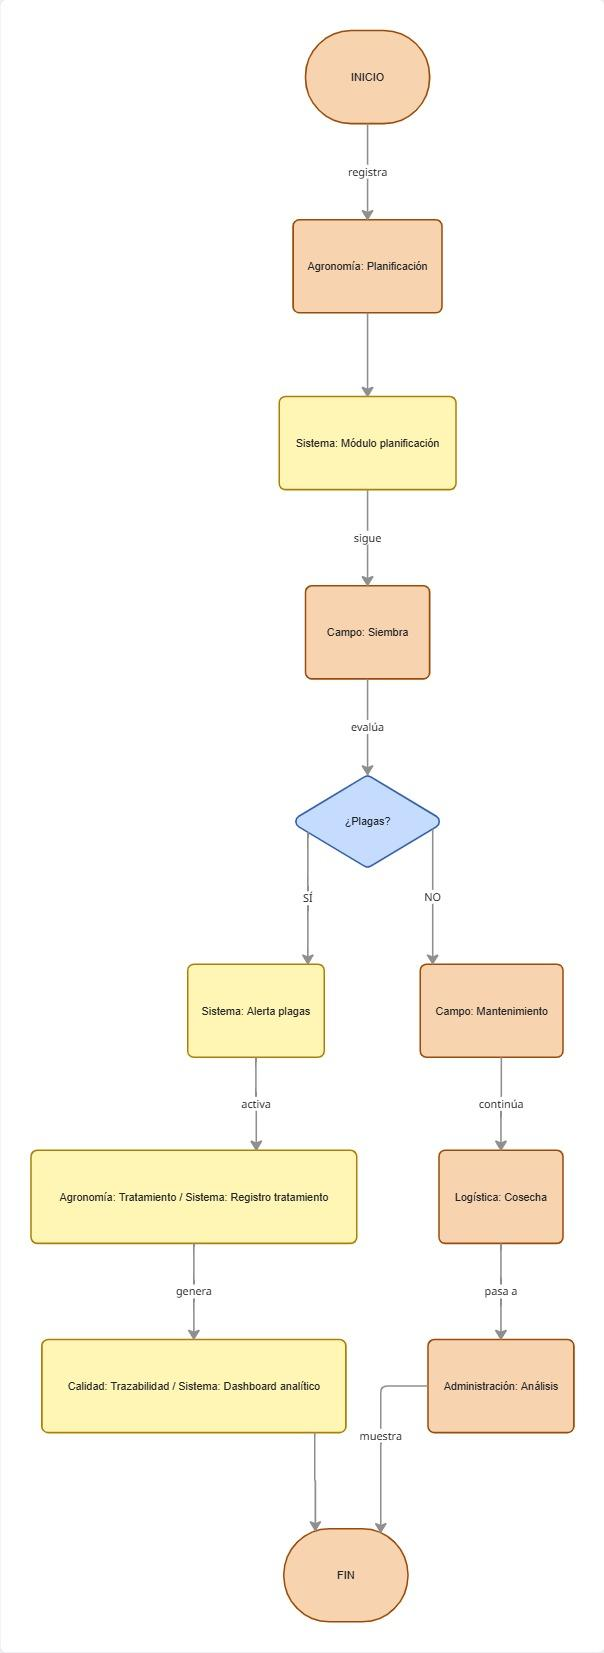 INICIO
registra
Agronomía: Planificación
Sistema: Módulo planificación
sigue
Campo: Siembra
evalúa
¿Plagas?
SÍ
NO
Sistema: Alerta plagas
Campo: Mantenimiento
activa
continúa
Agronomía: Tratamiento / Sistema: Registro tratamiento
Logística: Cosecha
genera
pasa a
Calidad: Trazabilidad / Sistema: Dashboard analítico
Administración: Análisis
muestra
FIN